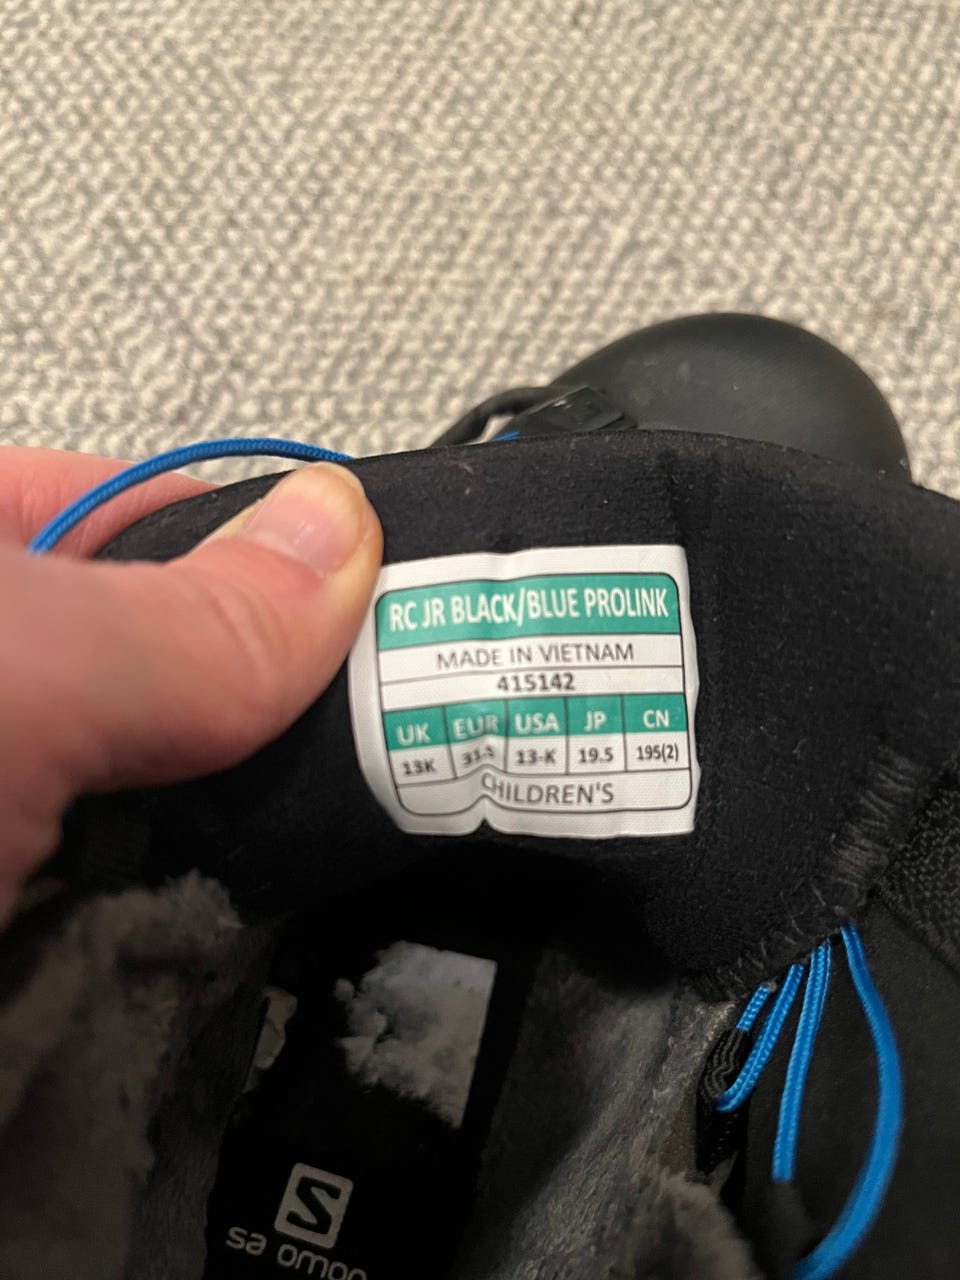 RC JR BLACK/BLUE PROLINK
MADE IN VIETNAM
415142
UK EUR USA JP CN
13K 13-K 19.5 195(2)
CHILDREN'S
S
salomon